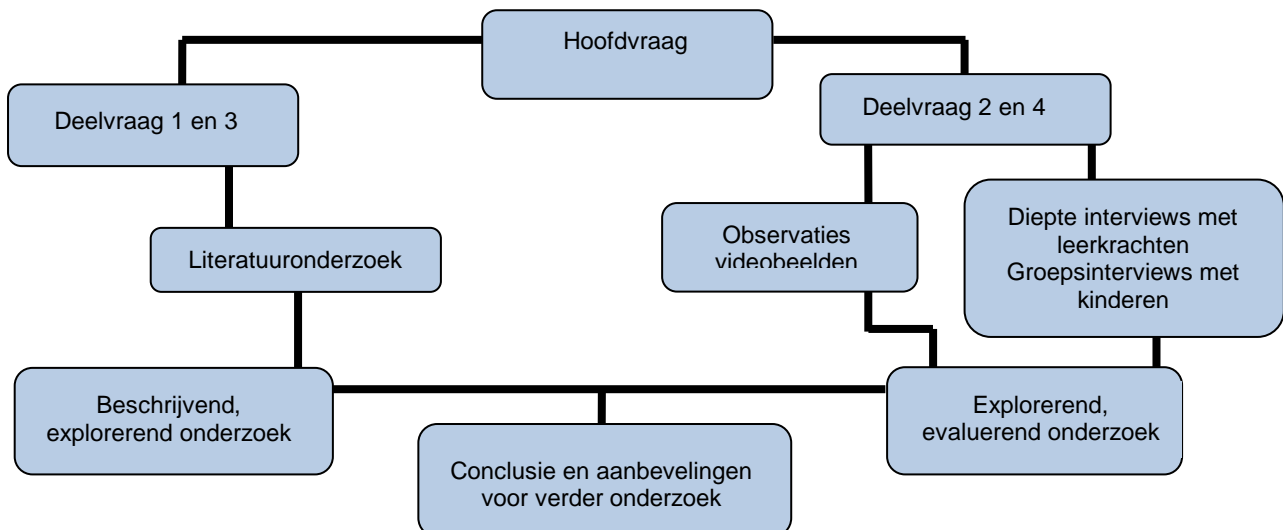 Hoofdvraag
Deelvraag 1 en 3
Deelvraag 2 en 4
Literatuuronderzoek
Observaties
videobeelden
Diepte interviews met
leerkrachten
Groepsinterviews met
kinderen
Beschrijvend,
explorerend onderzoek
Explorerend,
evaluerend onderzoek
Conclusie en aanbevelingen
voor verder onderzoek